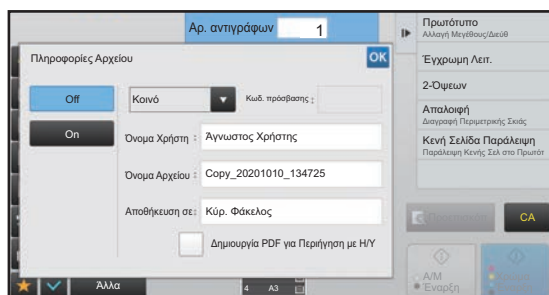 Αρ. αντιγράφων 1
Πληροφορίες Αρχείου
OK
Off
On
Κοινό
Κωδ. πρόσβασης :
Όνομα Χρήστη : Άγνωστος Χρήστης
Όνομα Αρχείου : Copy_20201010_134725
Αποθήκευση σε: Κύρ. Φάκελος
Δημιουργία PDF για Περιήγηση με Η/Υ
Άλλα
4 A3
Πρωτότυπο
Αλλαγή Μεγέθους/Διεύθ
Έγχρωμη Λειτ.
2-Όψεων
Απαλοιφή
Διαγραφή Περιμετρικής Σκιάς
Κενή Σελίδα Παράλειψη
Παράλειψη Κενής Σελ στο Πρωτότ
CA
Α/Μ
Έναρξη